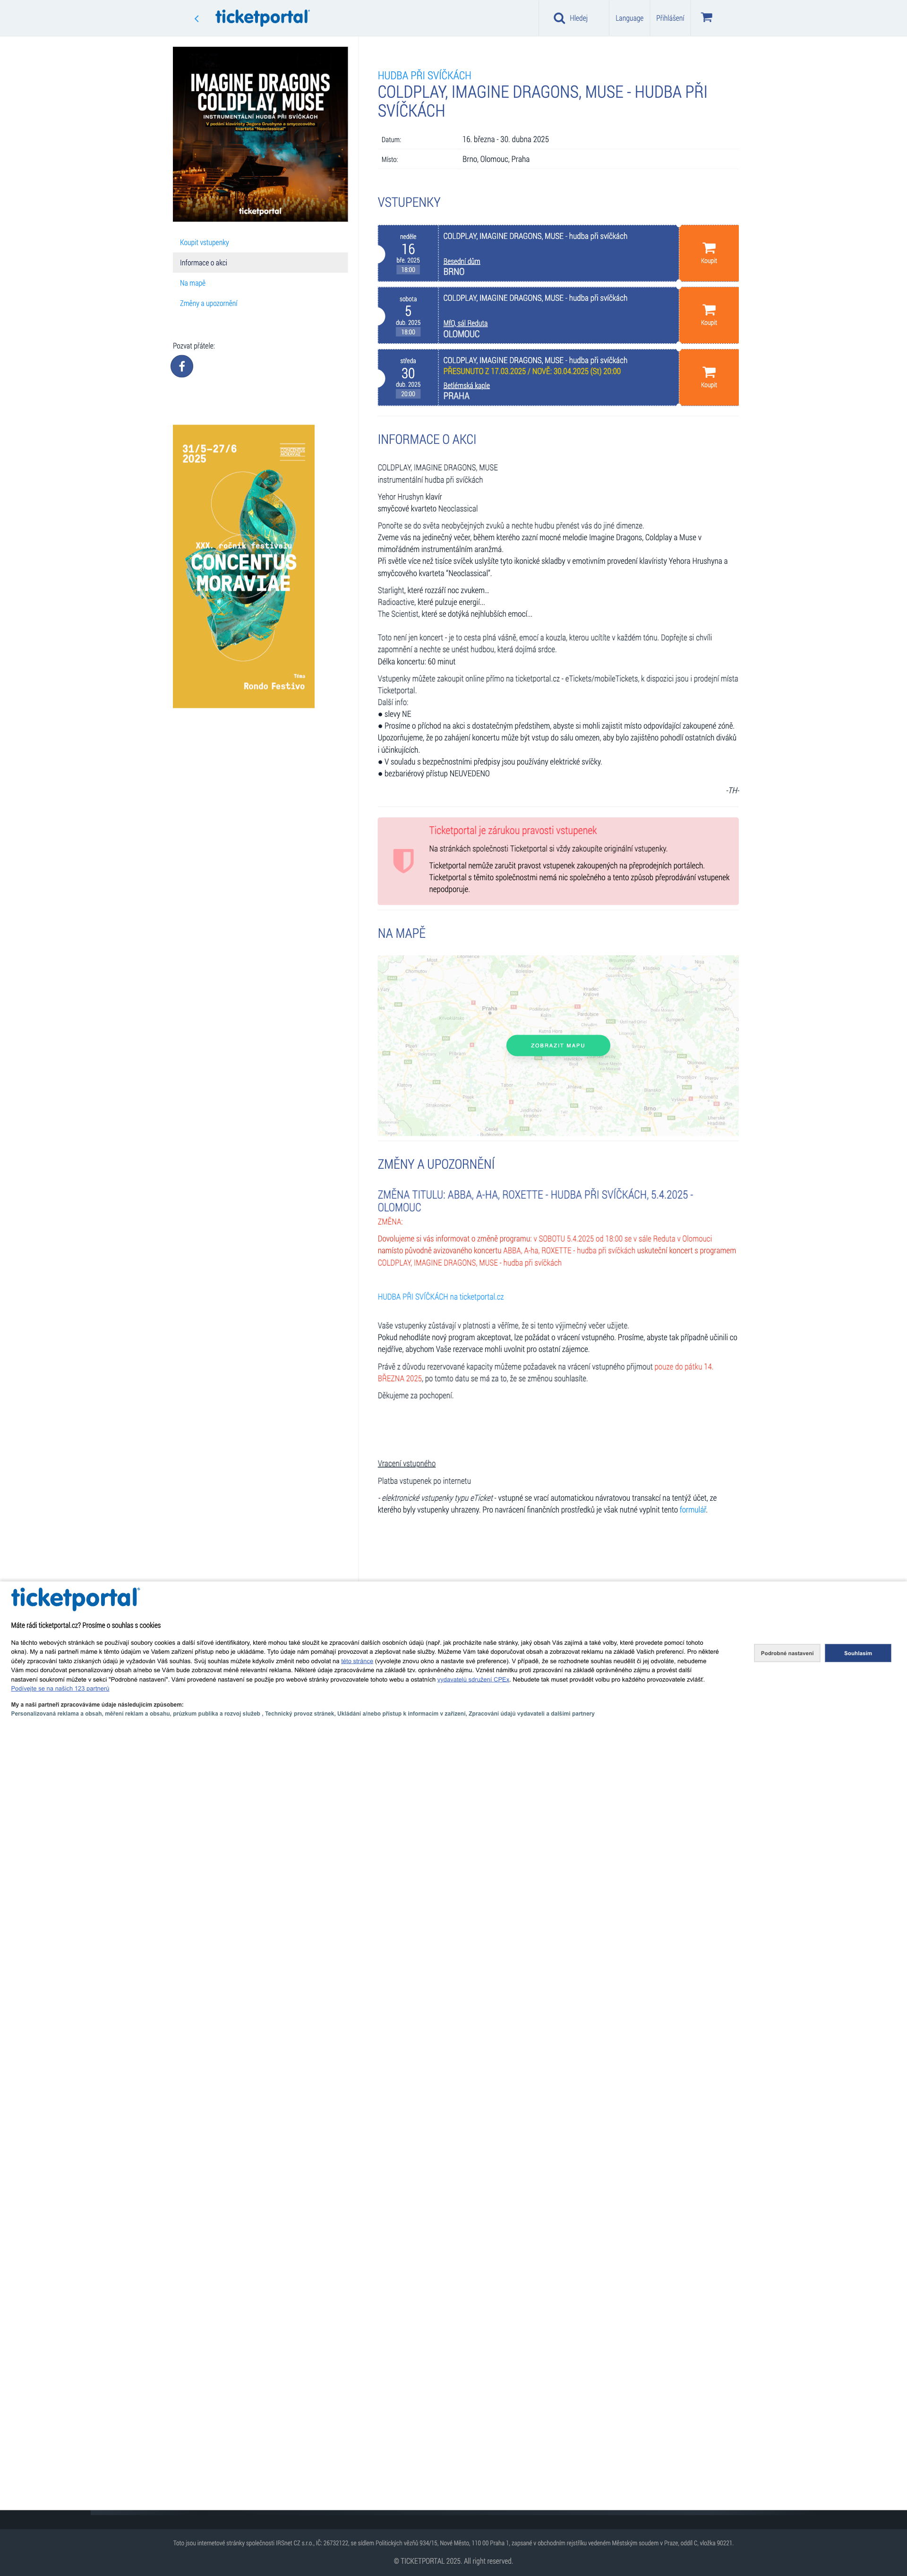 ticketportal
Hledej
Language
Přihlášení
IMAGINE DRAGONS
COLDPLAY, MUSE
INSTRUMENTÁLNÍ HUDBA PŘI SVÍČKÁCH
V podání klavíristy Jegora Grushyna a smyczcového
kvarteta "Neoclassical"
ticketportal
Koupit vstupenky
Informace o akci
Na mapě
Změny a upozornění
Pozvat přátele:
31/5–27/6
2025
XXX. ročník festivalu
CONCENTUS
MORAVIAE
Rondo Festivo
HUDBA PŘI SVÍČKÁCH
COLDPLAY, IMAGINE DRAGONS, MUSE - HUDBA PŘI
SVÍČKÁCH
Datum: 16. března - 30. dubna 2025
Místo: Brno, Olomouc, Praha
VSTUPENKY
neděle
16
bře. 2025
18:00
COLDPLAY, IMAGINE DRAGONS, MUSE - hudba při svíčkách
Besední dům
BRNO
Koupit
sobota
5
dub. 2025
18:00
COLDPLAY, IMAGINE DRAGONS, MUSE - hudba při svíčkách
MfO, sál Reduta
OLOMOUC
Koupit
středa
30
dub. 2025
20:00
COLDPLAY, IMAGINE DRAGONS, MUSE - hudba při svíčkách
PŘESUNUTO Z 17.03.2025 / NOVĚ: 30.04.2025 (St) 20:00
Betlémská kaple
PRAHA
Koupit
INFORMACE O AKCI
COLDPLAY, IMAGINE DRAGONS, MUSE
instrumentální hudba při svíčkách
Yehor Hrushyn klavír
smyčcové kvarteto Neoclassical
Ponořte se do světa neobyčejných zvuků a nechte hudbu přenést vás do jiné dimenze.
Zveme vás na jedinečný večer, během kterého zazní mocné melodie Imagine Dragons, Coldplay a Muse v
mimořádném instrumentálním aranžmá.
Při světle více než tisíce svíček uslyšíte tyto ikonické skladby v emotivním provedení klavíristy Yehora Hrushyna a
smyčcového kvarteta "Neoclassical".
Starlight, které rozzáří noc zvukem...
Radioactive, které pulzuje energií...
The Scientist, které se dotýká nejhlubších emocí...
Toto není jen koncert - je to cesta plná vášně, emocí a kouzla, kterou ucítíte v každém tónu. Dopřejte si chvíli
zapomnění a nechte se unést hudbou, která dojímá srdce.
Délka koncertu: 60 minut
Vstupenky můžete zakoupit online přímo na ticketportal.cz - eTickets/mobileTickets, k dispozici jsou i prodejní místa
Ticketportal.
Další info:
● slevy NE
● Prosíme o příchod na akci s dostatečným předstihem, abyste si mohli zajistit místo odpovídající zakoupené zóně.
Upozorňujeme, že po zahájení koncertu může být vstup do sálu omezen, aby bylo zajištěno pohodlí ostatních diváků
i účinkujících.
● V souladu s bezpečnostními předpisy jsou používány elektrické svíčky.
● bezbariérový přístup NEUVEDENO
-TH-
Ticketportal je zárukou pravosti vstupenek
Na stránkách společnosti Ticketportal si vždy zakoupíte originální vstupenky.
Ticketportal nemůže zaručit pravost vstupenek zakoupených na přeprodejních portálech.
Ticketportal s těmito společnostmi nemá nic společného a tento způsob přeprodávání vstupenek
nepodporuje.
NA MAPĚ
Praha
Brno
ZOBRAZIT MAPU
ZMĚNY A UPOZORNĚNÍ
ZMĚNA TITULU: ABBA, A-HA, ROXETTE - HUDBA PŘI SVÍČKÁCH, 5.4.2025 -
OLOMOUC
ZMĚNA:
Dovolujeme si vás informovat o změně programu: v SOBOTU 5.4.2025 od 18:00 se v sále Reduta v Olomouci
namísto původně avizovaného koncertu ABBA, A-ha, ROXETTE - hudba při svíčkách uskuteční koncert s programem
COLDPLAY, IMAGINE DRAGONS, MUSE - hudba při svíčkách
HUDBA PŘI SVÍČKÁCH na ticketportal.cz
Vaše vstupenky zůstávají v platnosti a věříme, že si tento výjimečný večer užijete.
Pokud nehodláte nový program akceptovat, lze požádat o vrácení vstupného. Prosíme, abyste tak případně učinili co
nejdříve, abychom Vaše rezervace mohli uvolnit pro ostatní zájemce.
Právě z důvodu rezervované kapacity můžeme požadavek na vrácení vstupného přijmout pouze do pátku 14.
BŘEZNA 2025, po tomto datu se má za to, že se změnou souhlasíte.
Děkujeme za pochopení.
Vracení vstupného
Platba vstupenek po internetu
- elektronické vstupenky typu eTicket - vstupné se vrací automatickou návratovou transakcí na tentýž účet, ze
kterého byly vstupenky uhrazeny. Pro navrácení finančních prostředků je však nutné vyplnit tento formulář.
ticketportal
Máte rádi ticketportal.cz? Prosíme o souhlas s cookies
Na těchto webových stránkách se používají soubory cookies a další síťové identifikátory, které mohou také sloužit ke zpracování dalších osobních údajů (např. jak procházíte naše stránky, jaký obsah Vás zajímá a také volby, které provedete pomocí tohoto
okna). My a naši partneři máme k těmto údajům ve Vašem zařízení přístup nebo je ukládáme. Tyto údaje nám pomáhají provozovat a zlepšovat naše služby. Můžeme Vám také doporučovat obsah a zobrazovat reklamu na základě Vašich preferencí. Pro některé
účely zpracování takto získaných údajů je vyžadován Váš souhlas. Svůj souhlas můžete kdykoliv změnit či odvolat na této stránce (vyvolejte znovu okno a nastavte své preference). V případě, že se rozhodnete souhlas neudělit či jej odvoláte, nebudeme
Vám moci doručovat personalizovaný obsah a/nebo se Vám bude zobrazovat méně relevantní reklama. Některé údaje zpracováváme na základě tzv. oprávněného zájmu. Vznést námitku proti zpracování na základě oprávněného zájmu a provést další
nastavení soukromí můžete v sekci "Podrobné nastavení". Vámi provedené nastavení se použije pro webové stránky provozovatele tohoto webu a ostatních vydavatelů sdružení CPEx. Nebudete tak muset provádět volbu pro každého provozovatele zvlášť.
Podívejte se na našich 123 partnerů
My a naši partneři zpracováváme údaje následujícím způsobem:
Personalizovaná reklama a obsah, měření reklam a obsahu, průzkum publika a rozvoj služeb , Technický provoz stránek, Ukládání a/nebo přístup k informacím v zařízení, Zpracování údajů vydavateli a dalšími partnery
Podrobné nastavení
Souhlasím
Toto jsou internetové stránky společnosti IRSnet CZ s.r.o., IČ: 26732122, se sídlem Politických vězňů 934/15, Nové Město, 110 00 Praha 1, zapsané v obchodním rejstříku vedeném Městským soudem v Praze, oddíl C, vložka 90221.
© TICKETPORTAL 2025. All right reserved.